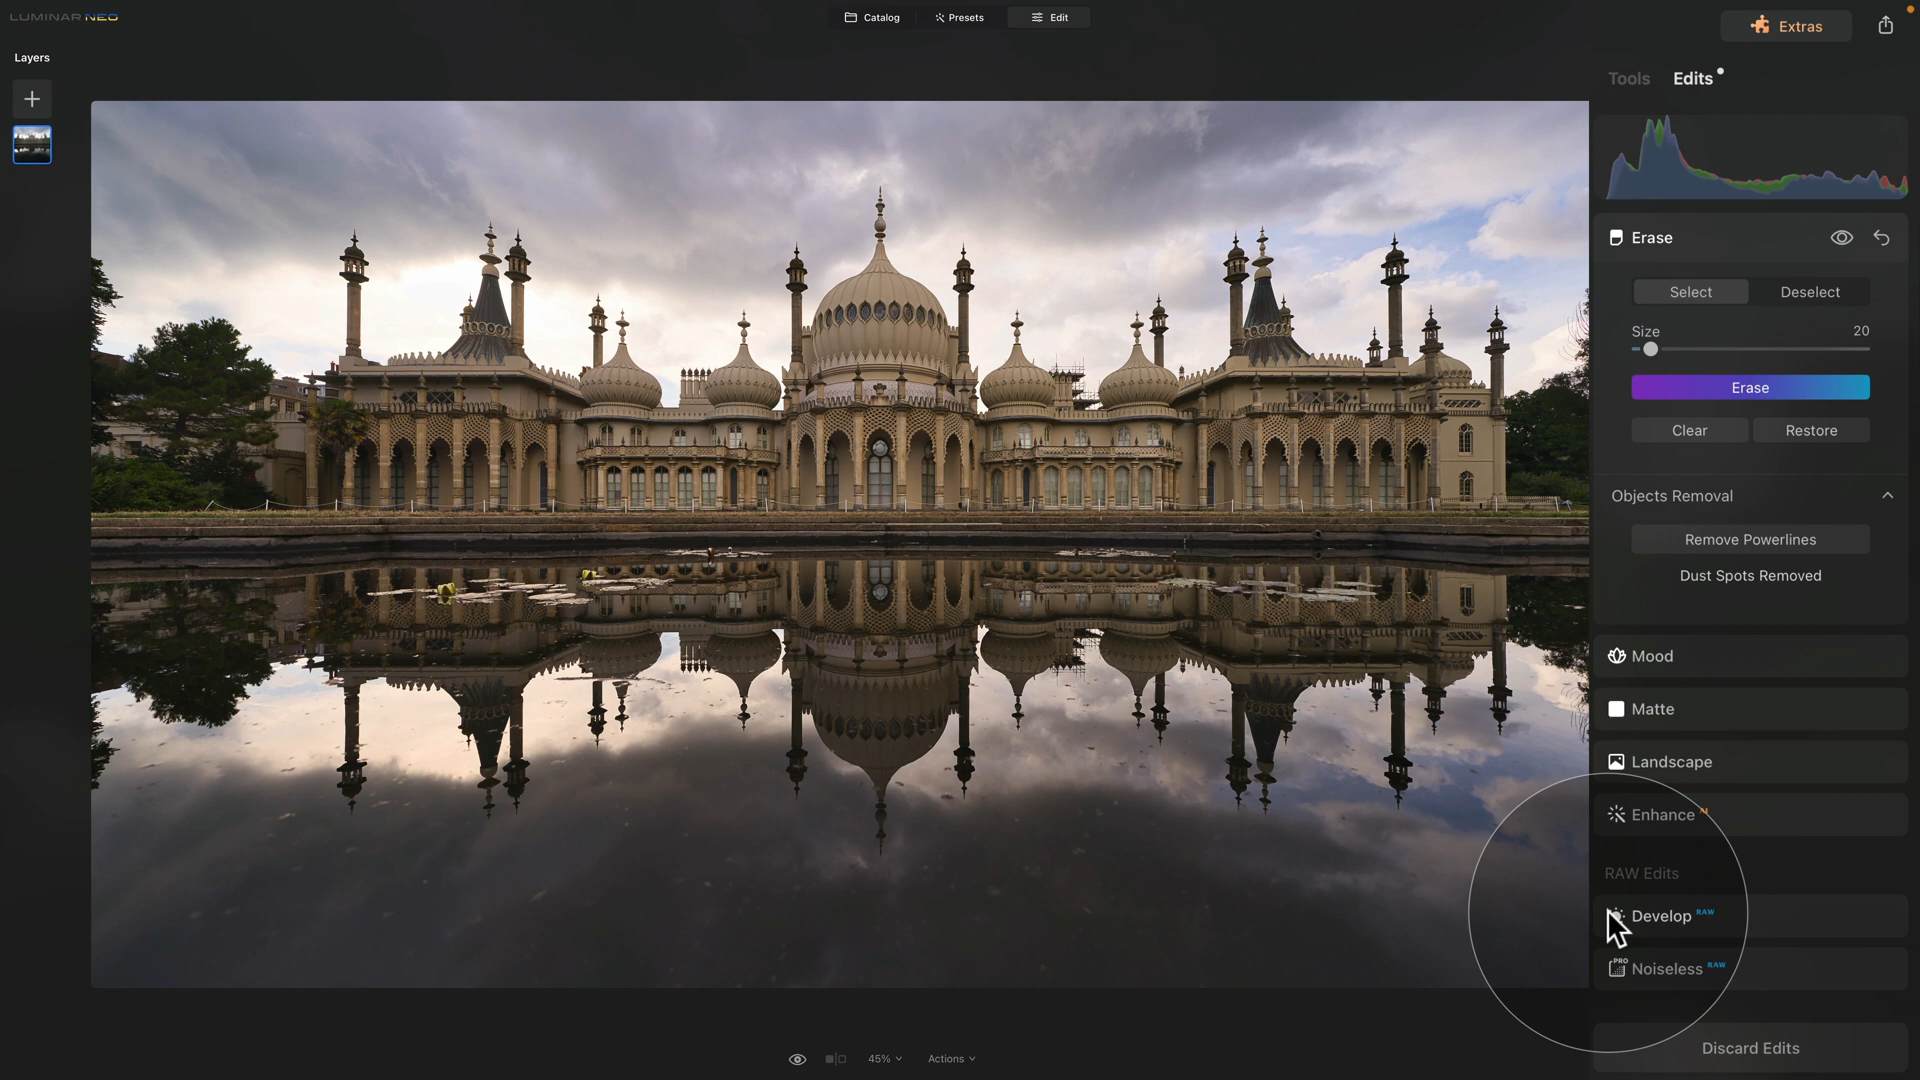 LUMINAR NEO
Catalog
Presets
Edit
Extras
Layers
Tools
Edits
Erase
Select
Deselect
Size
20
Erase
Clear
Restore
Objects Removal
Remove Powerlines
Dust Spots Removed
Mood
Matte
Landscape
Enhance AI
RAW Edits
Develop RAW
PRO
Noiseless RAW
45%
Actions
Discard Edits